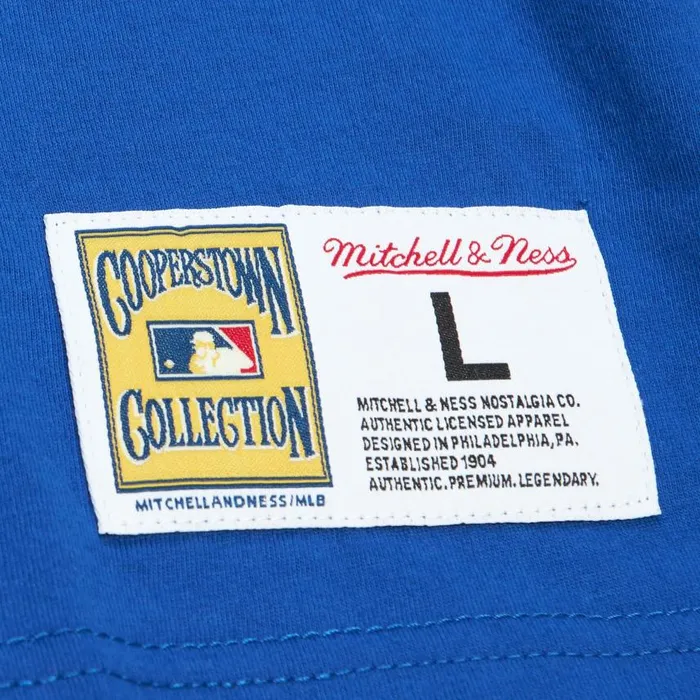 COOPERSTOWN
COLLECTION
MITCHELLANDNESS/MLB
Mitchell & Ness
L
MITCHELL & NESS NOSTALGIA CO.
AUTHENTIC LICENSED APPAREL
DESIGNED IN PHILADELPHIA, PA.
ESTABLISHED 1904
AUTHENTIC. PREMIUM. LEGENDARY.